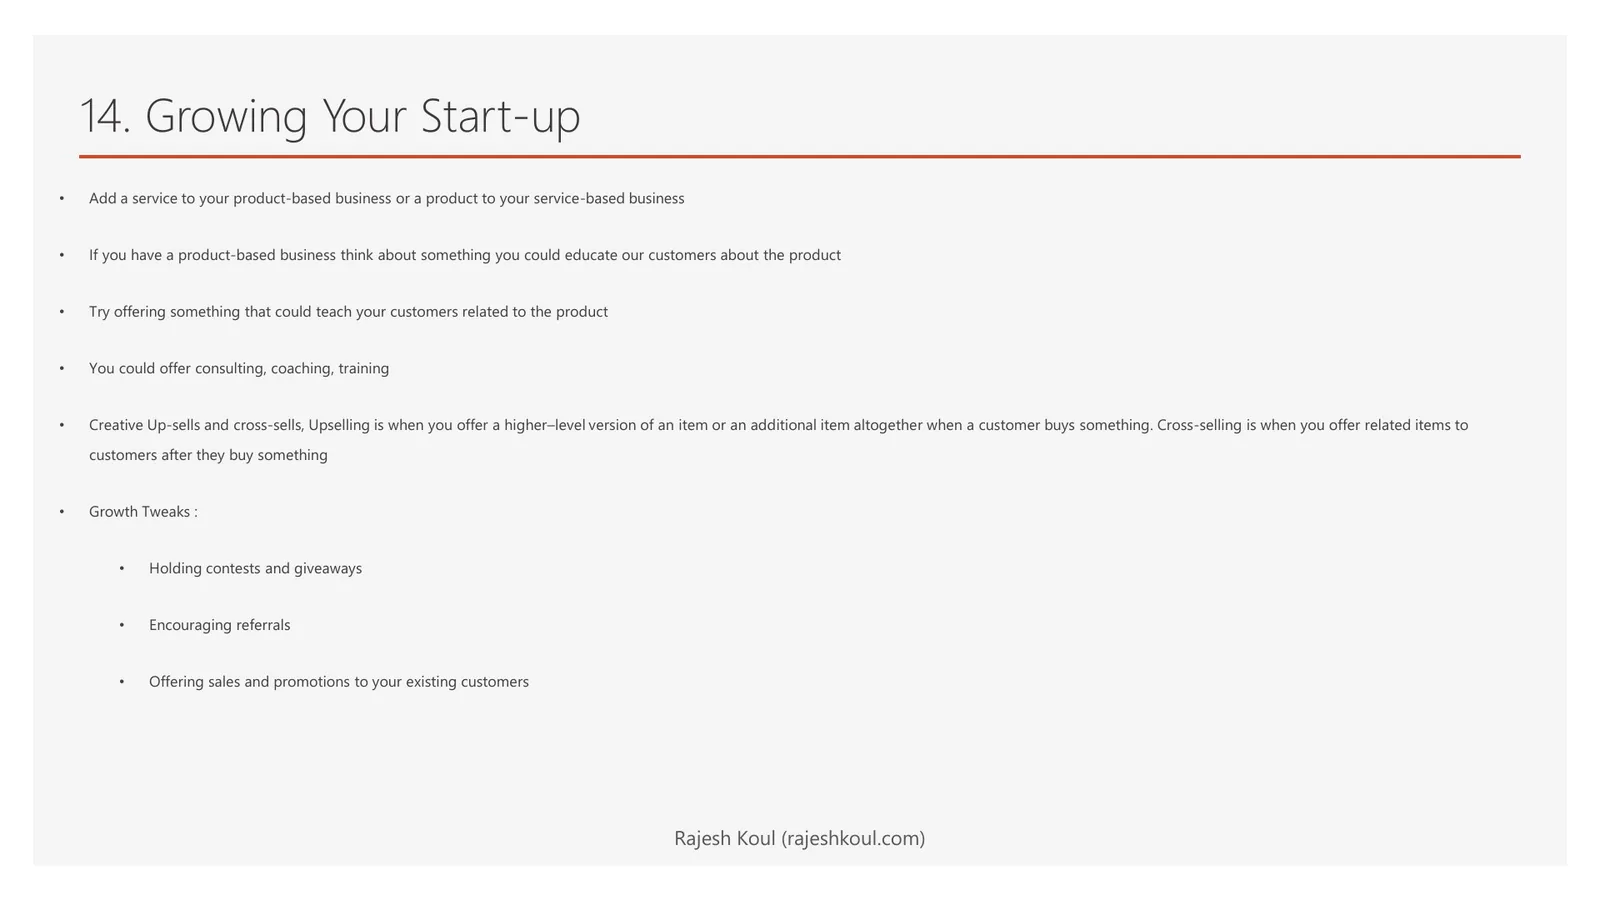 14. Growing Your Start-up
• Add a service to your product-based business or a product to your service-based business
• If you have a product-based business think about something you could educate our customers about the product
• Try offering something that could teach your customers related to the product
• You could offer consulting, coaching, training
• Creative Up-sells and cross-sells, Upselling is when you offer a higher–level version of an item or an additional item altogether when a customer buys something. Cross-selling is when you offer related items to
customers after they buy something
• Growth Tweaks :
• Holding contests and giveaways
• Encouraging referrals
• Offering sales and promotions to your existing customers
Rajesh Koul (rajeshkoul.com)